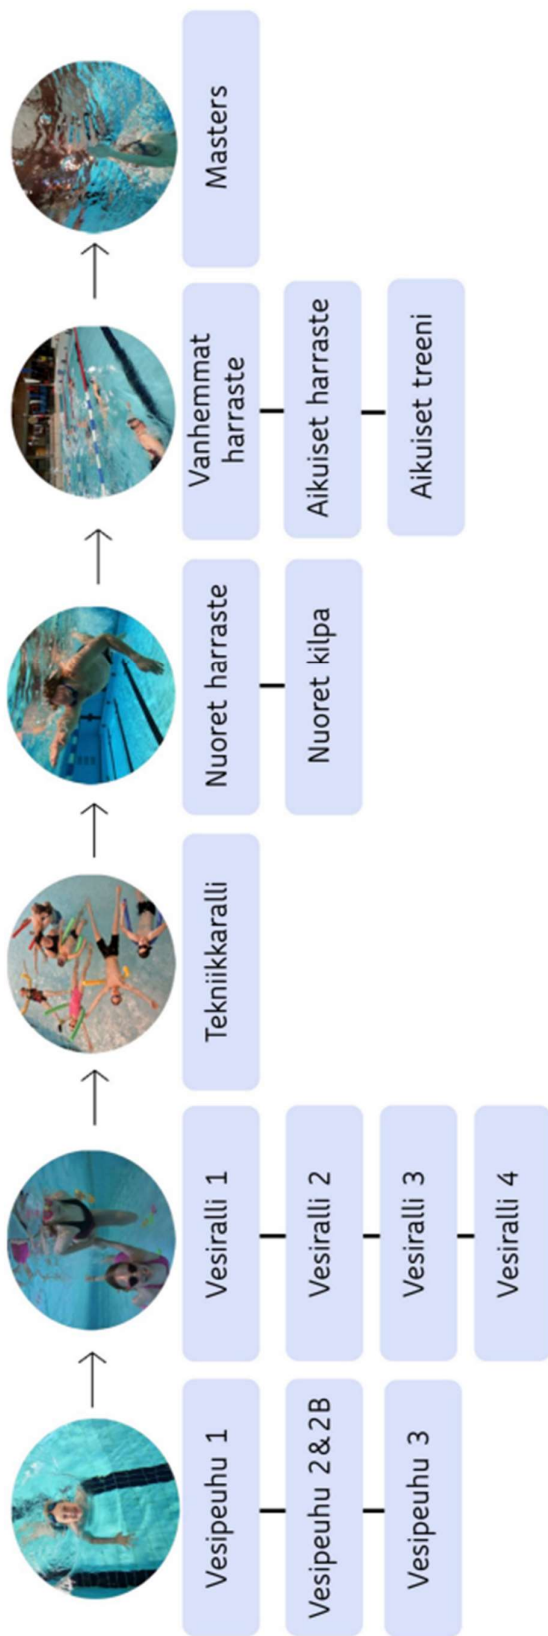 Vesipeuhu 1
Vesipeuhu 2 & 2B
Vesipeuhu 3
Vesiralli 1
Vesiralli 2
Vesiralli 3
Vesiralli 4
Tekniikkaralli
Nuoret harraste
Nuoret kilpa
Vanhemmat
harraste
Aikuiset harraste
Aikuiset treeni
Masters